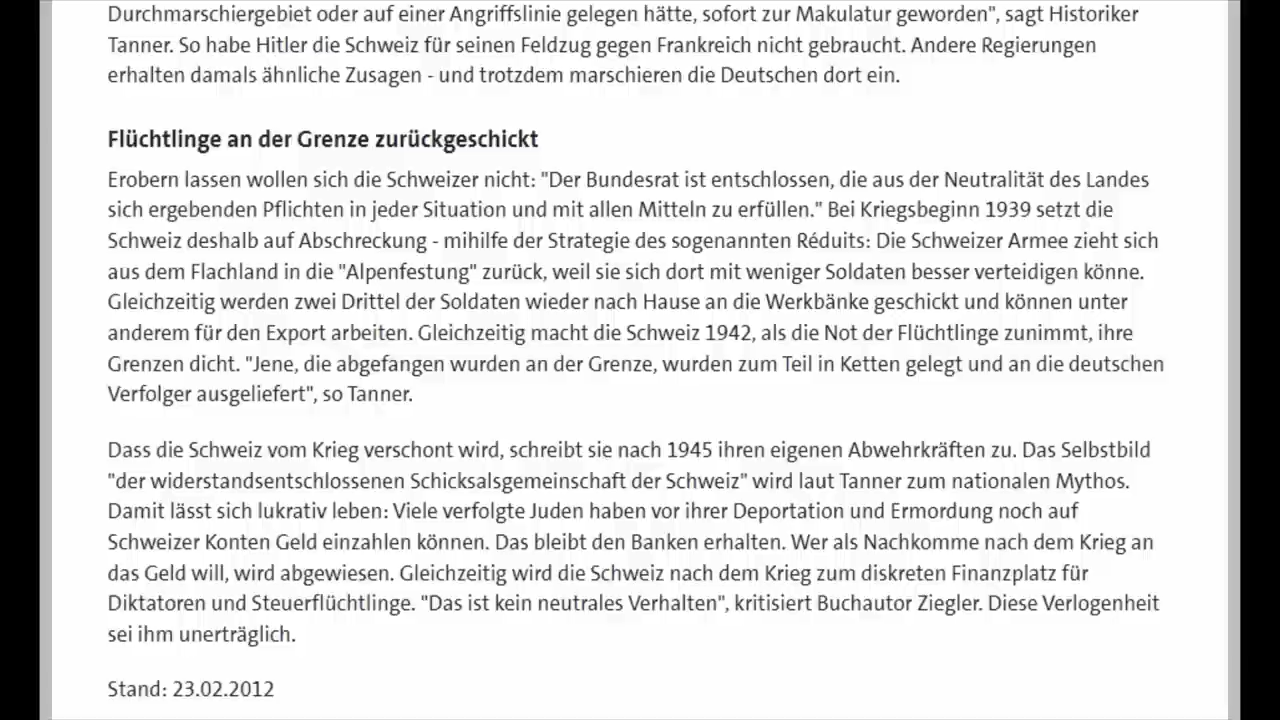 Durchmarschiergebiet oder auf einer Angriffslinie gelegen hätte, sofort zur Makulatur geworden", sagt Historiker
Tanner. So habe Hitler die Schweiz für seinen Feldzug gegen Frankreich nicht gebraucht. Andere Regierungen
erhalten damals ähnliche Zusagen - und trotzdem marschieren die Deutschen dort ein.
Flüchtlinge an der Grenze zurückgeschickt
Erobern lassen wollen sich die Schweizer nicht: "Der Bundesrat ist entschlossen, die aus der Neutralität des Landes
sich ergebenden Pflichten in jeder Situation und mit allen Mitteln zu erfüllen." Bei Kriegsbeginn 1939 setzt die
Schweiz deshalb auf Abschreckung - mihilfe der Strategie des sogenannten Réduits: Die Schweizer Armee zieht sich
aus dem Flachland in die "Alpenfestung" zurück, weil sie sich dort mit weniger Soldaten besser verteidigen könne.
Gleichzeitig werden zwei Drittel der Soldaten wieder nach Hause an die Werkbänke geschickt und können unter
anderem für den Export arbeiten. Gleichzeitig macht die Schweiz 1942, als die Not der Flüchtlinge zunimmt, ihre
Grenzen dicht. "Jene, die abgefangen wurden an der Grenze, wurden zum Teil in Ketten gelegt und an die deutschen
Verfolger ausgeliefert", so Tanner.
Dass die Schweiz vom Krieg verschont wird, schreibt sie nach 1945 ihren eigenen Abwehrkräften zu. Das Selbstbild
"der widerstandsentschlossenen Schicksalsgemeinschaft der Schweiz" wird laut Tanner zum nationalen Mythos.
Damit lässt sich lukrativ leben: Viele verfolgte Juden haben vor ihrer Deportation und Ermordung noch auf
Schweizer Konten Geld einzahlen können. Das bleibt den Banken erhalten. Wer als Nachkomme nach dem Krieg an
das Geld will, wird abgewiesen. Gleichzeitig wird die Schweiz nach dem Krieg zum diskreten Finanzplatz für
Diktatoren und Steuerflüchtlinge. "Das ist kein neutrales Verhalten", kritisiert Buchautor Ziegler. Diese Verlogenheit
sei ihm unerträglich.
Stand: 23.02.2012